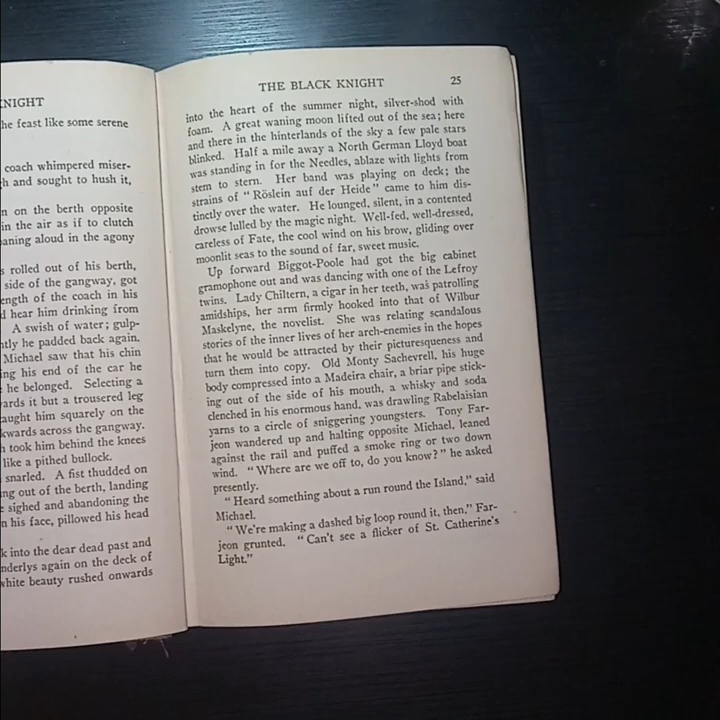 KNIGHT
he feast like some serene
coach whimpered miser-
h and sought to hush it,
n on the berth opposite
in the air as if to clutch
oaning aloud in the agony
s rolled out of his berth,
side of the gangway, got
ength of the coach in his
d hear him drinking from
A swish of water; gulp-
ntly he padded back again.
Michael saw that his chin
ing his end of the car he
he belonged. Selecting a
ards it but a trousered leg
aught him squarely on the
kwards across the gangway.
h took him behind the knees
like a pithed bullock.
snarled. A fist thudded on
ng out of the berth, landing
sighed and abandoning the
n his face, pillowed his head
k into the dear dead past and
nderlys again on the deck of
white beauty rushed onwards
THE BLACK KNIGHT 25
into the heart of the summer night, silver-shod with
foam. A great waning moon lifted out of the sea; here
and there in the hinterlands of the sky a few pale stars
blinked. Half a mile away a North German Lloyd boat
was standing in for the Needles, ablaze with lights from
stem to stern. Her band was playing on deck; the
strains of "Röslein auf der Heide" came to him dis-
tinctly over the water. He lounged, silent, in a contented
drowse lulled by the magic night. Well-fed, well-dressed,
careless of Fate, the cool wind on his brow, gliding over
moonlit seas to the sound of far, sweet music.
Up forward Biggot-Poole had got the big cabinet
gramophone out and was dancing with one of the Lefroy
twins. Lady Chiltern, a cigar in her teeth, was patrolling
amidships, her arm firmly hooked into that of Wilbur
Maskelyne, the novelist. She was relating scandalous
stories of the inner lives of her arch-enemies in the hopes
that he would be attracted by their picturesqueness and
turn them into copy. Old Monty Sachevrell, his huge
body compressed into a Madeira chair, a briar pipe stick-
ing out of the side of his mouth, a whisky and soda
clenched in his enormous hand, was drawling Rabelaisian
yarns to a circle of sniggering youngsters. Tony Far-
jeon wandered up and halting opposite Michael, leaned
against the rail and puffed a smoke ring or two down
wind. "Where are we off to, do you know?" he asked
presently.
"Heard something about a run round the Island," said
Michael.
"We're making a dashed big loop round it, then," Far-
jeon grunted. "Can't see a flicker of St. Catherine's
Light."